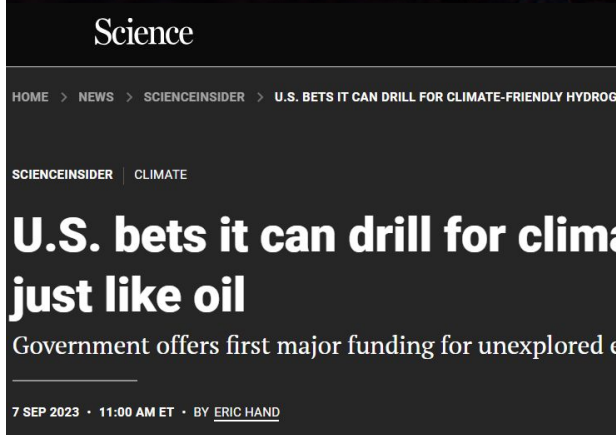 Science
HOME > NEWS > SCIENCEINSIDER > U.S. BETS IT CAN DRILL FOR CLIMATE-FRIENDLY HYDROG
SCIENCEINSIDER | CLIMATE
U.S. bets it can drill for clima
just like oil
Government offers first major funding for unexplored e
7 SEP 2023 • 11:00 AM ET • BY ERIC HAND